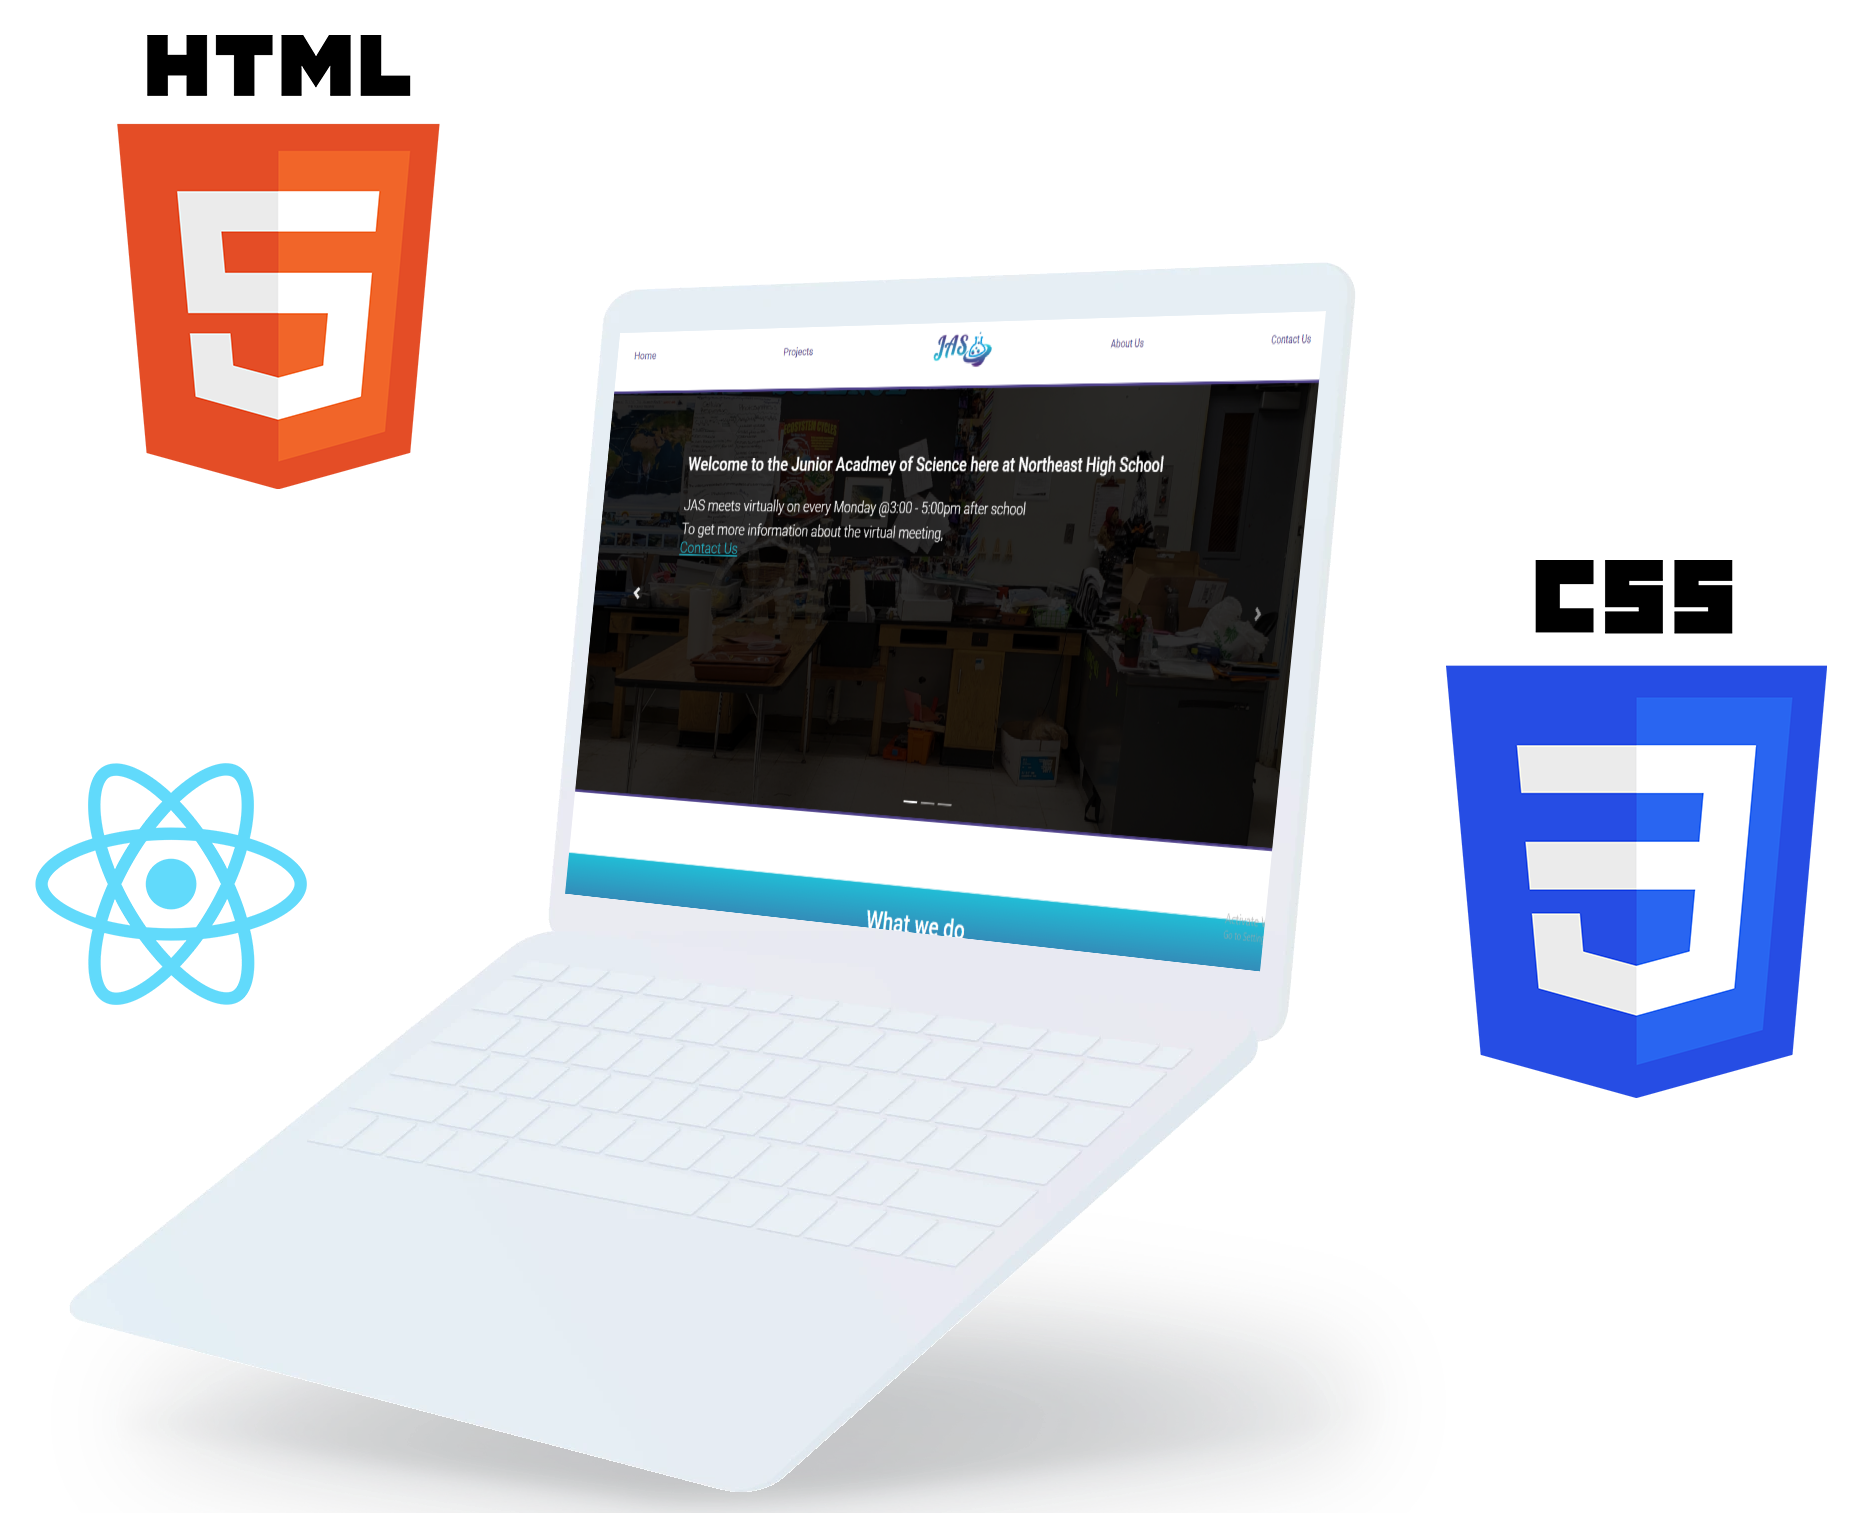 HTML
Home
Projects
JAS
About Us
Contact Us
ECOSYSTEM CYCLES
Welcome to the Junior Acadmey of Science here at Northeast High School
JAS meets virtually on every Monday @3:00 - 5:00pm after school
To get more information about the virtual meeting,
Contact Us
CSS
What we do